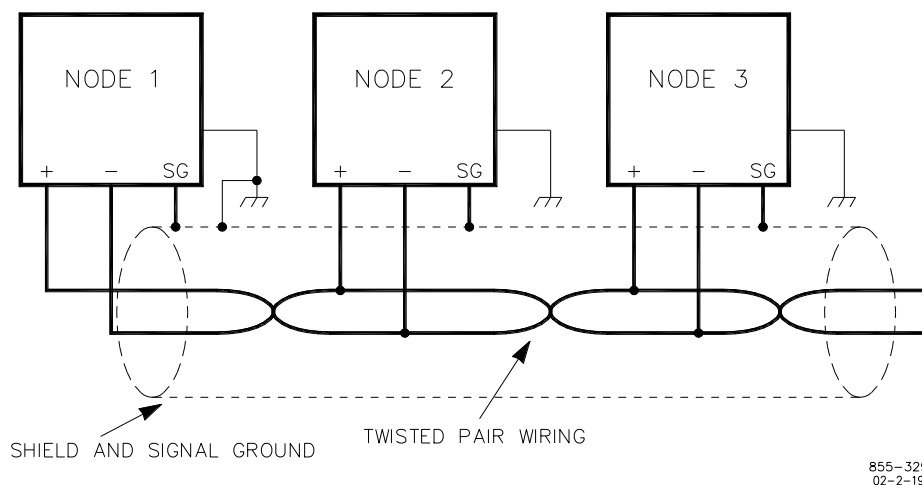 NODE 1
NODE 2
NODE 3
+ − SG
+ − SG
+ − SG
TWISTED PAIR WIRING
SHIELD AND SIGNAL GROUND